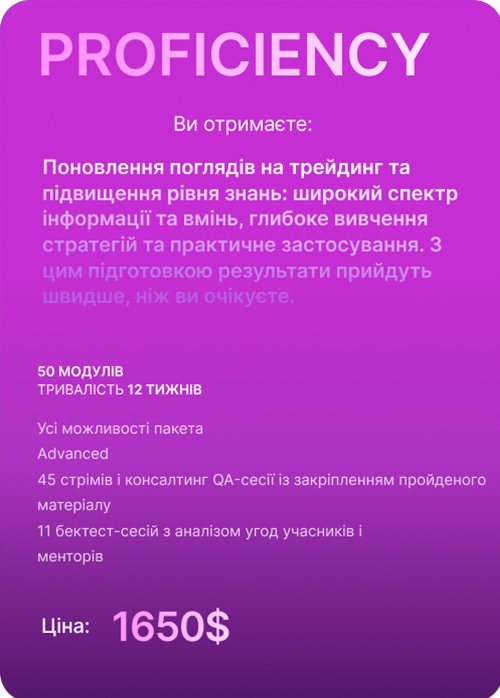 PROFICIENCY
Ви отримаєте:
Поновлення поглядів на трейдинг та
підвищення рівня знань: широкий спектр
інформації та вмінь, глибоке вивчення
стратегій та практичне застосування. З
цим підготовкою результати прийдуть
швидше, ніж ви очікуєте.
50 МОДУЛІВ
ТРИВАЛІСТЬ 12 ТИЖНІВ
Усі можливості пакета
Advanced
45 стрімів і консалтинг QA-сесії із закріпленням пройденого
матеріалу
11 бектест-сесій з аналізом угод учасників і
менторів
Ціна: 1650$